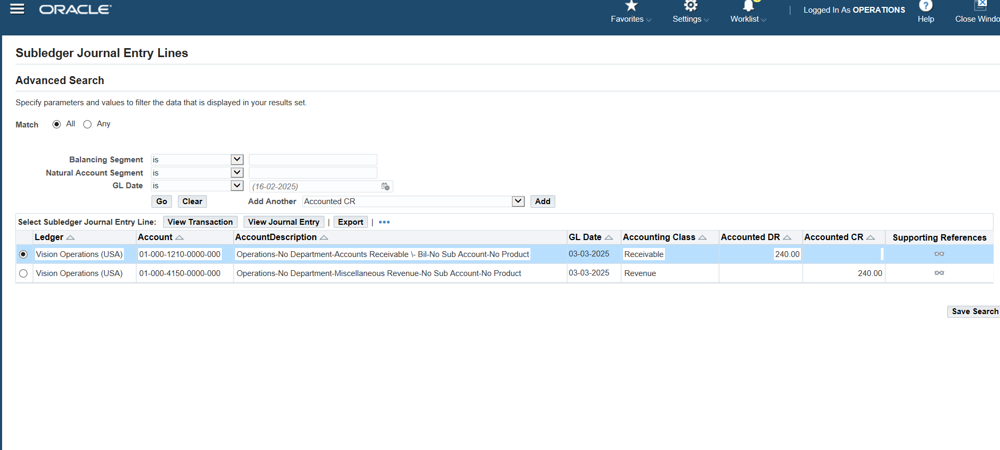 ORACLE
Favorites
Settings
Worklist
Logged In As OPERATIONS
Help
Close Windo
Subledger Journal Entry Lines
Advanced Search
Specify parameters and values to filter the data that is displayed in your results set.
Match All Any
Balancing Segment is
Natural Account Segment is
GL Date is (16-02-2025)
Go Clear Add Another Accounted CR Add
Select Subledger Journal Entry Line: View Transaction View Journal Entry | Export | •••
Ledger Account AccountDescription GL Date Accounting Class Accounted DR Accounted CR Supporting References
Vision Operations (USA) 01-000-1210-0000-000 Operations-No Department-Accounts Receivable \- Bil-No Sub Account-No Product 03-03-2025 Receivable 240.00
Vision Operations (USA) 01-000-4150-0000-000 Operations-No Department-Miscellaneous Revenue-No Sub Account-No Product 03-03-2025 Revenue 240.00
Save Search